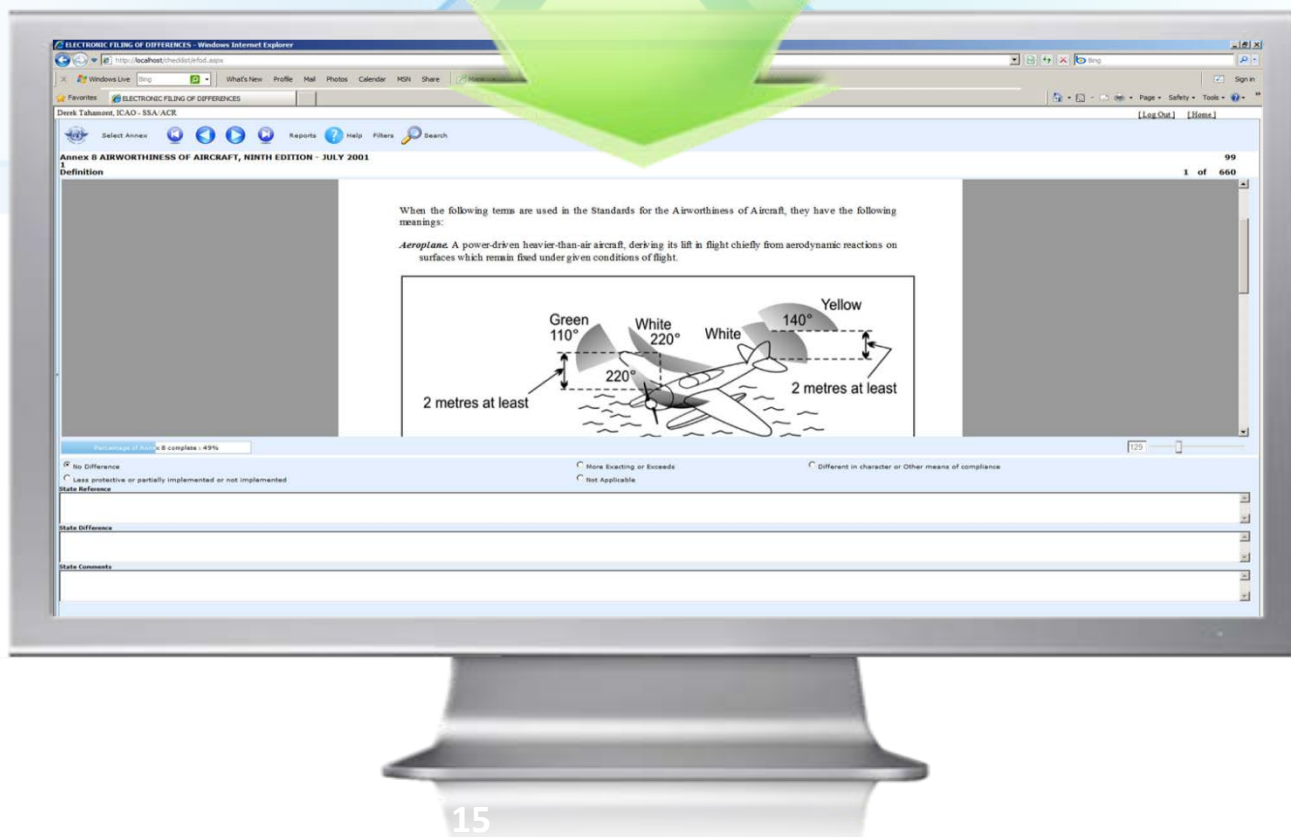 ELECTRONIC FILING OF DIFFERENCES - Windows Internet Explorer
http://localhost/checklist/efod.aspx
Bing
Windows Live Bing What's New Profile Mail Photos Calendar MSN Share
Sign in
Favorites ELECTRONIC FILING OF DIFFERENCES
Page Safety Tools
Derek Tahamont, ICAO - SSA/ACR
[Log Out] [Home]
Select Annex Reports Help Filters Search
Annex 8 AIRWORTHINESS OF AIRCRAFT, NINTH EDITION - JULY 2001
99
1
Definition
1 of 660
When the following terms are used in the Standards for the Airworthiness of Aircraft, they have the following
meanings:
Aeroplane. A power-driven heavier-than-air aircraft, deriving its lift in flight chiefly from aerodynamic reactions on
surfaces which remain fixed under given conditions of flight.
Green
110°
White
220°
White
140°
Yellow
220°
2 metres at least
2 metres at least
Percentage of Annex 8 complete : 49%
129
No Difference
More Exacting or Exceeds
Different in character or Other means of compliance
Less protective or partially implemented or not implemented
Not Applicable
State Reference
State Difference
State Comments
15